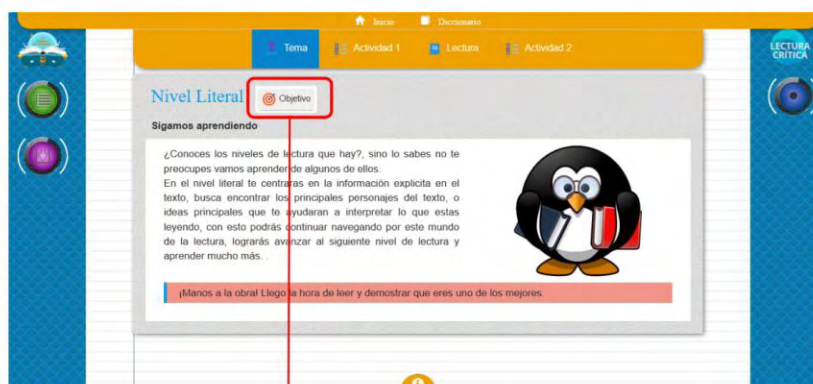 Inicio Diccionario
Tema Actividad 1 Lectura Actividad 2
LECTURA
CRÍTICA
Nivel Literal Objetivo
Sigamos aprendiendo
¿Conoces los niveles de lectura que hay?, sino lo sabes no te
preocupes vamos aprender de algunos de ellos.
En el nivel literal te centraras en la información explicita en el
texto, busca encontrar los principales personajes del texto, o
ideas principales que te ayudaran a interpretar lo que estas
leyendo, con esto podrás continuar navegando por este mundo
de la lectura, lograrás avanzar al siguiente nivel de lectura y
aprender mucho más. .
¡Manos a la obra! Llego la hora de leer y demostrar que eres uno de los mejores.